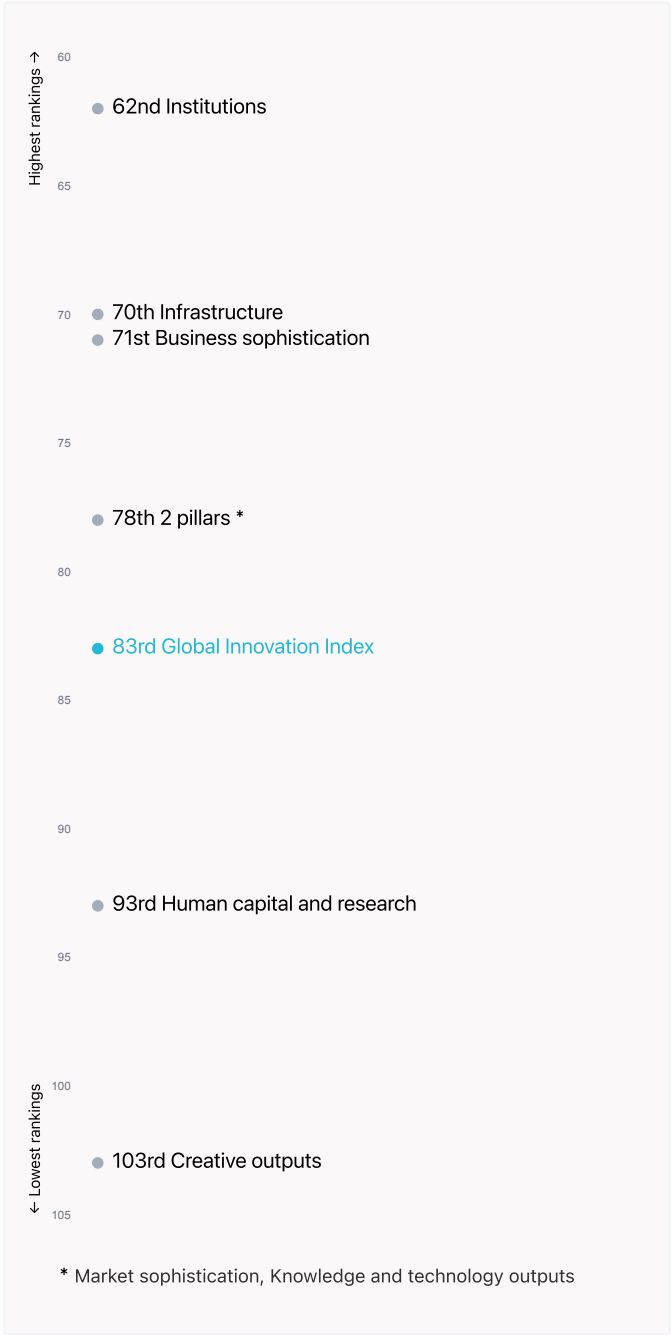 Highest rankings →
60
62nd Institutions
65
70
70th Infrastructure
71st Business sophistication
75
78th 2 pillars *
80
83rd Global Innovation Index
85
90
93rd Human capital and research
95
100
← Lowest rankings
103rd Creative outputs
105
* Market sophistication, Knowledge and technology outputs